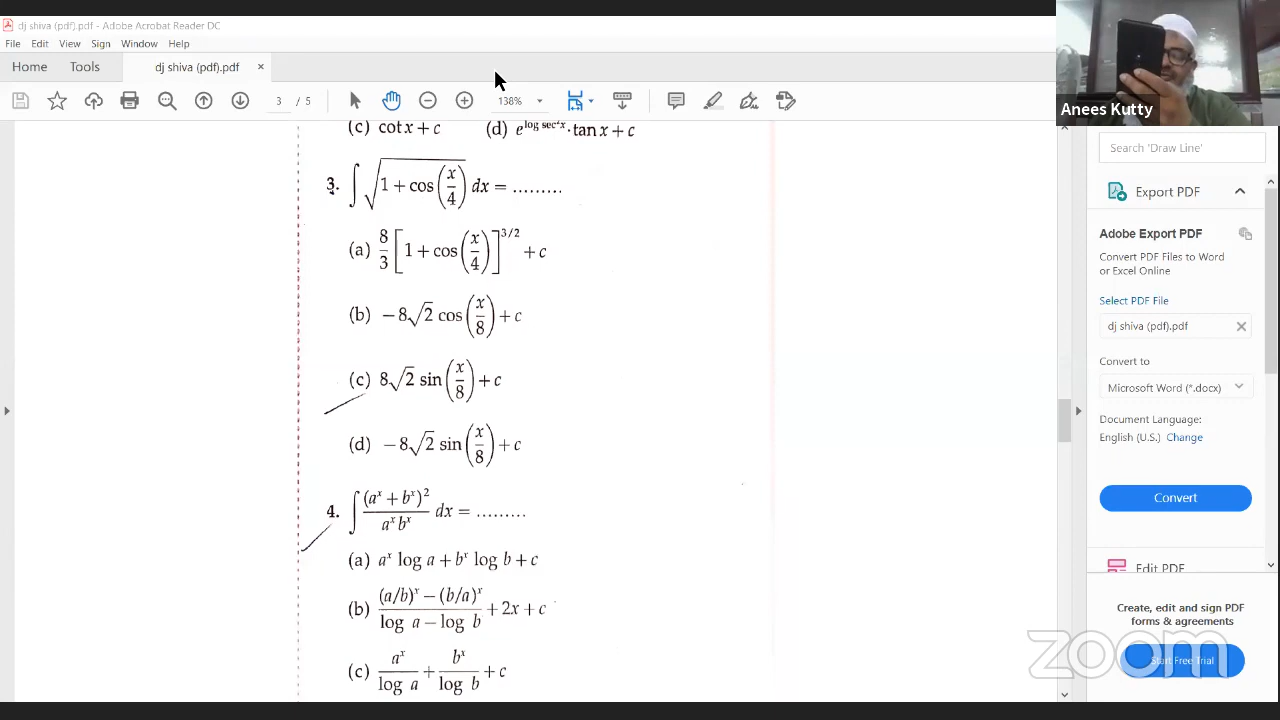 dj shiva (pdf).pdf - Adobe Acrobat Reader DC
File Edit View Sign Window Help
Home Tools dj shiva (pdf).pdf ×
3 / 5 138%
Anees Kutty
(c) cot x + c (d) e^{log sec² x} · tan x + c
3. ∫ √(1 + cos(x/4)) dx = .........
(a) 8/3 [1 + cos(x/4)]^{3/2} + c
(b) −8√2 cos(x/8) + c
(c) 8√2 sin(x/8) + c
(d) −8√2 sin(x/8) + c
4. ∫ (a^x + b^x)²/(a^x b^x) dx = .........
(a) a^x log a + b^x log b + c
(b) ((a/b)^x − (b/a)^x)/(log a − log b) + 2x + c
(c) a^x/log a + b^x/log b + c
Search 'Draw Line'
Export PDF
Adobe Export PDF
Convert PDF Files to Word
or Excel Online
Select PDF File
dj shiva (pdf).pdf
Convert to
Microsoft Word (*.docx)
Document Language:
English (U.S.) Change
Convert
Edit PDF
Create, edit and sign PDF
forms & agreements
Start Free Trial
zoom